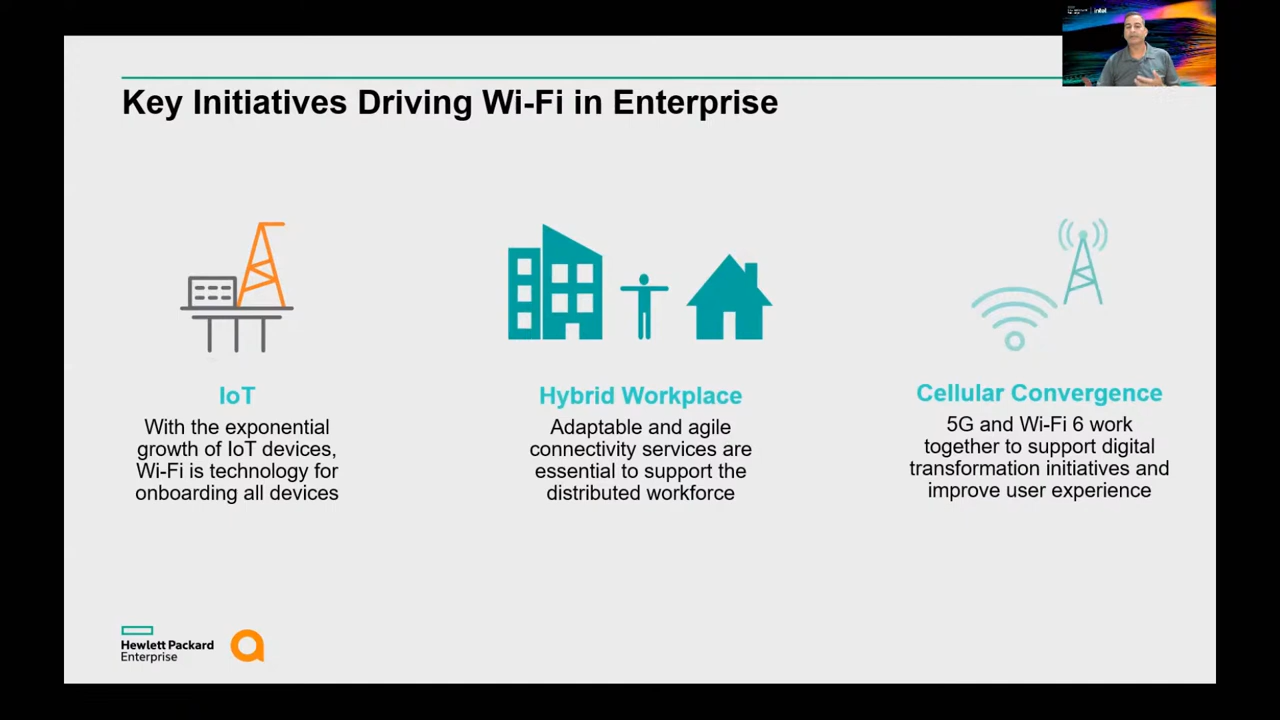 intel
Key Initiatives Driving Wi-Fi in Enterprise
IoT
With the exponential
growth of IoT devices,
Wi-Fi is technology for
onboarding all devices
Hybrid Workplace
Adaptable and agile
connectivity services are
essential to support the
distributed workforce
Cellular Convergence
5G and Wi-Fi 6 work
together to support digital
transformation initiatives and
improve user experience
Hewlett Packard
Enterprise